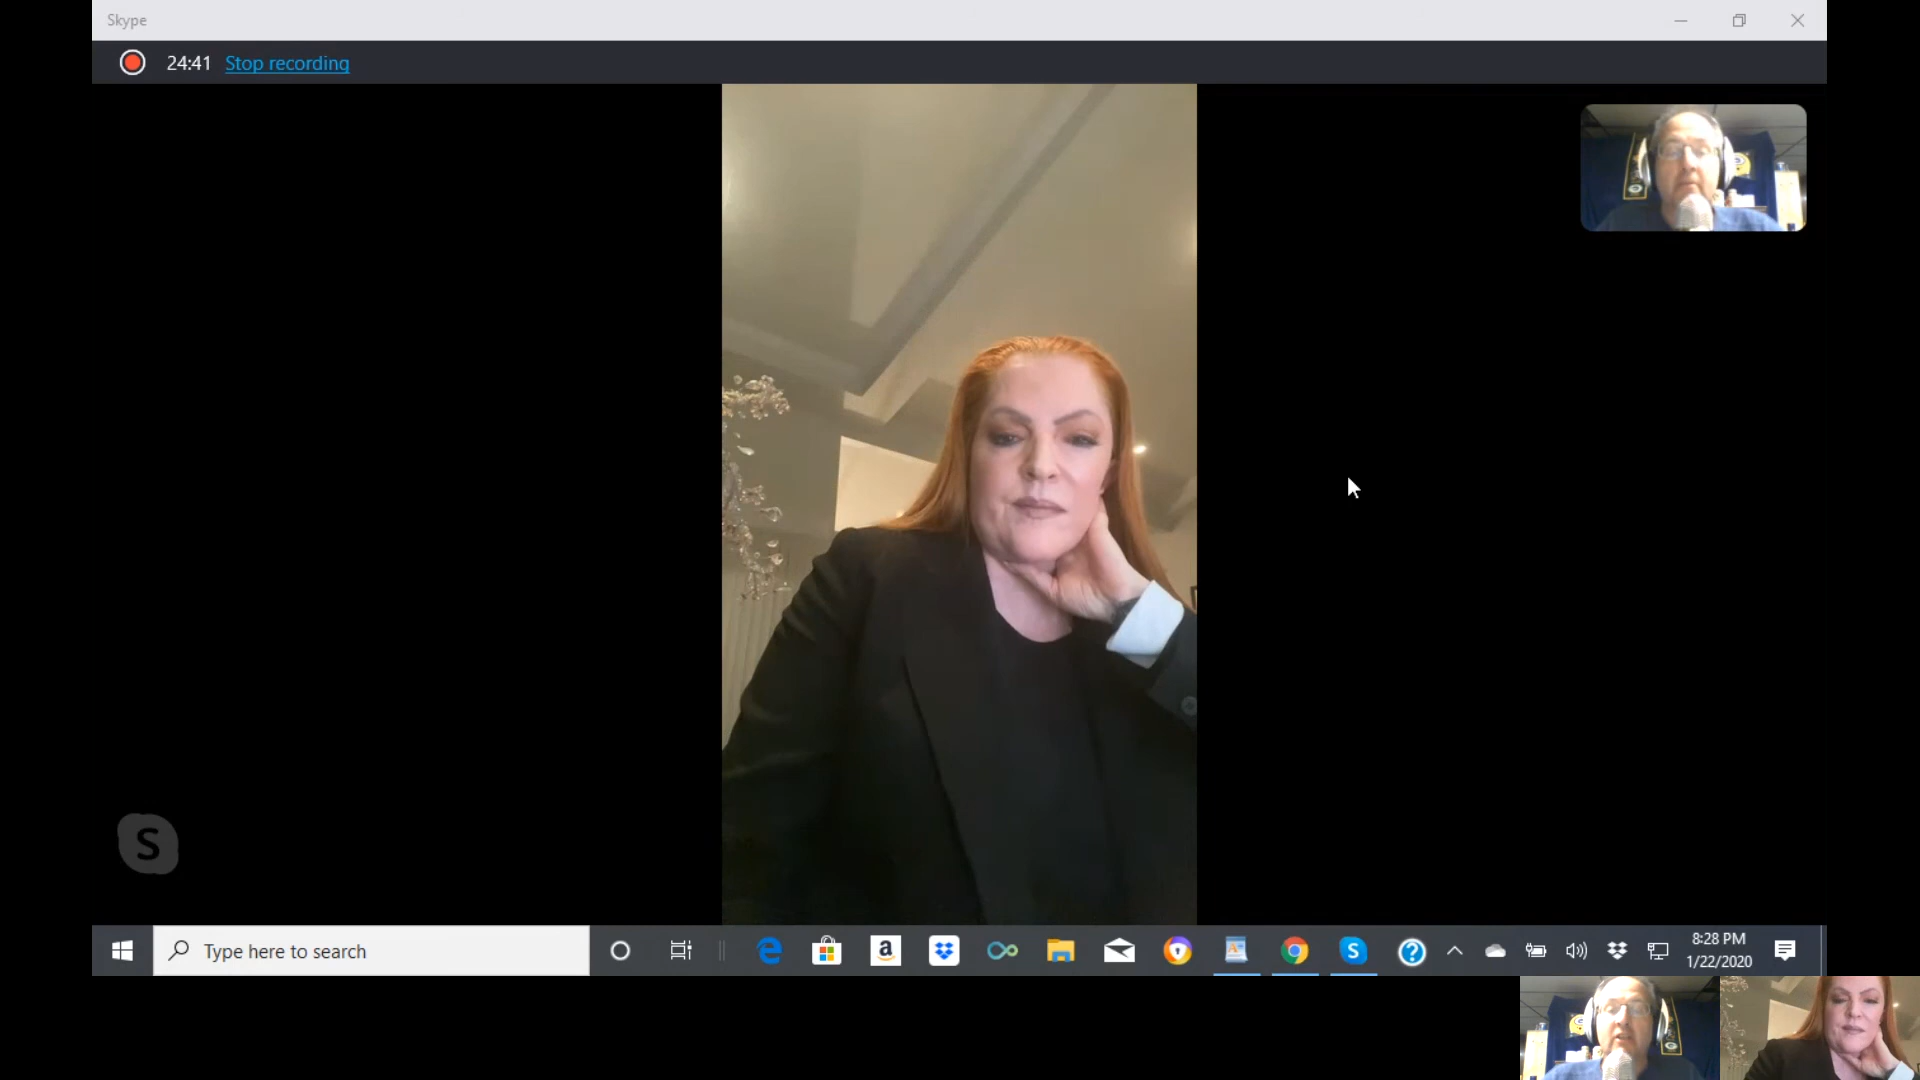 Skype
24:41 Stop recording
S
Type here to search
a
S
?
8:28 PM
1/22/2020